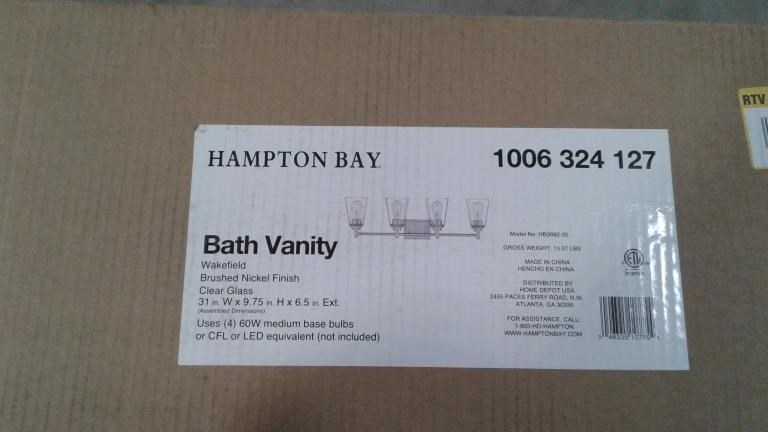 RTV
HAMPTON BAY
1006 324 127
Bath Vanity
Wakefield
Brushed Nickel Finish
Clear Glass
31 in. W x 9.75 in. H x 6.5 in. Ext.
(Assembled Dimensions)
Uses (4) 60W medium base bulbs
or CFL or LED equivalent (not included)
Model No: HB3682-35
GROSS WEIGHT: 13.07 LBS
MADE IN CHINA
HENCHO EN CHINA
DISTRIBUTED BY
HOME DEPOT USA
2455 PACES FERRY ROAD, N.W.
ATLANTA, GA 30339
FOR ASSISTANCE, CALL:
1-855-HD-HAMPTON
WWW.HAMPTONBAY.COM
ETL
Intertek